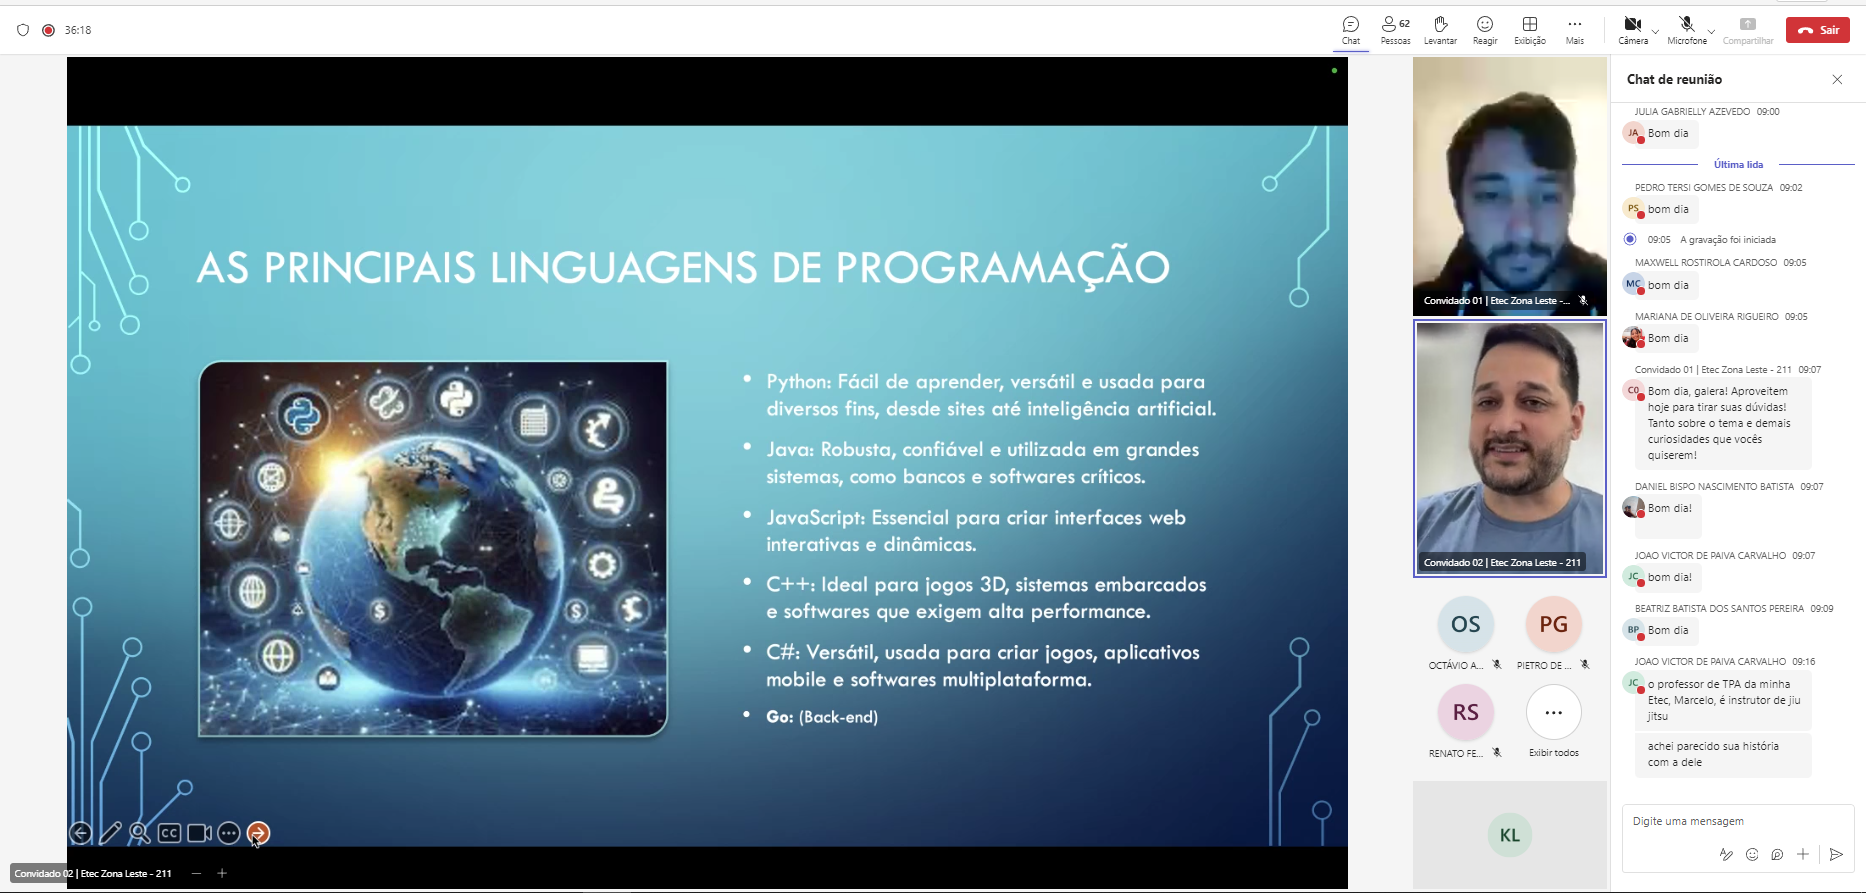 36:18
Chat
62
Pessoas
Levantar
Reagir
Exibição
Mais
Câmera
Microfone
Compartilhar
Sair
AS PRINCIPAIS LINGUAGENS DE PROGRAMAÇÃO
• Python: Fácil de aprender, versátil e usada para
diversos fins, desde sites até inteligência artificial.
• Java: Robusta, confiável e utilizada em grandes
sistemas, como bancos e softwares críticos.
• JavaScript: Essencial para criar interfaces web
interativas e dinâmicas.
• C++: Ideal para jogos 3D, sistemas embarcados
e softwares que exigem alta performance.
• C#: Versátil, usada para criar jogos, aplicativos
mobile e softwares multiplataforma.
• Go: (Back-end)
CC
Convidado 02 | Etec Zona Leste - 211
Convidado 01 | Etec Zona Leste -...
Convidado 02 | Etec Zona Leste - 211
OS
OCTÁVIO A...
PG
PIETRO DE ...
RS
RENATO FE...
Exibir todos
KL
Chat de reunião
JULIA GABRIELLY AZEVEDO 09:00
JA
Bom dia
Última lida
PEDRO TERSI GOMES DE SOUZA 09:02
PS
bom dia
09:05 A gravação foi iniciada
MAXWELL ROSTIROLA CARDOSO 09:05
MC
bom dia
MARIANA DE OLIVEIRA RIGUEIRO 09:05
Bom dia
Convidado 01 | Etec Zona Leste - 211 09:07
C0
Bom dia, galera! Aproveitem
hoje para tirar suas dúvidas!
Tanto sobre o tema e demais
curiosidades que vocês
quiserem!
DANIEL BISPO NASCIMENTO BATISTA 09:07
Bom dia!
JOAO VICTOR DE PAIVA CARVALHO 09:07
JC
bom dia!
BEATRIZ BATISTA DOS SANTOS PEREIRA 09:09
BP
Bom dia
JOAO VICTOR DE PAIVA CARVALHO 09:16
JC
o professor de TPA da minha
Etec, Marcelo, é instrutor de jiu
jitsu
achei parecido sua história
com a dele
Digite uma mensagem